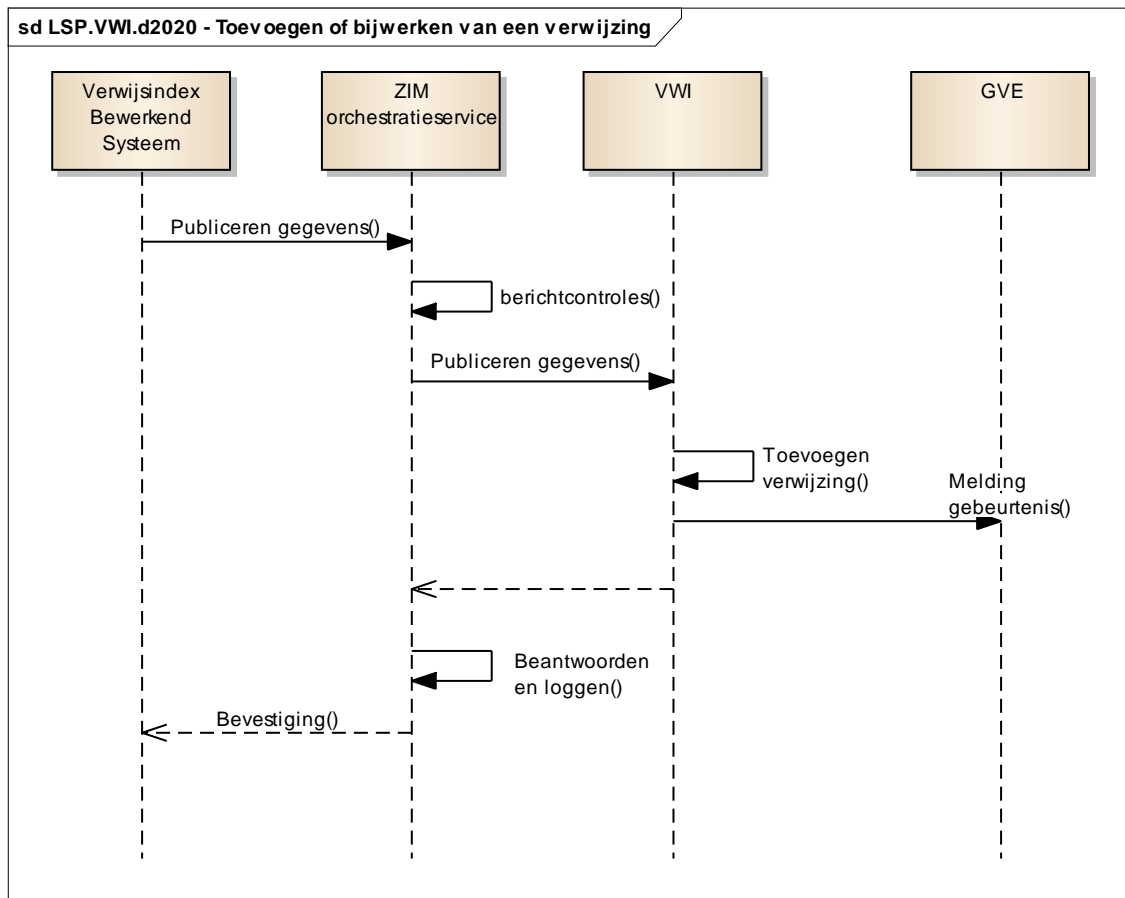 sd LSP.VWI.d2020 - Toevoegen of bijwerken van een verwijzing
Verwijsindex
Bewerkend
Systeem
ZIM
orchestratieservice
VWI
GVE
Publiceren gegevens()
berichtcontroles()
Publiceren gegevens()
Toevoegen
verwijzing()
Melding
gebeurtenis()
Beantwoorden
en loggen()
Bevestiging()